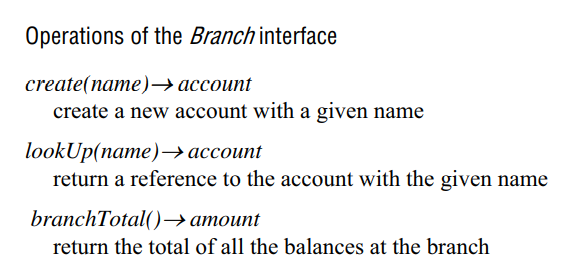 Operations of the Branch interface
create(name)→ account
create a new account with a given name
lookUp(name)→ account
return a reference to the account with the given name
branchTotal()→ amount
return the total of all the balances at the branch